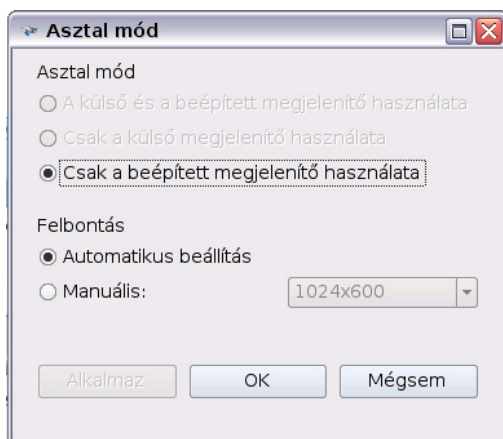 Asztal mód
Asztal mód
A külső és a beépített megjelenítő használata
Csak a külső megjelenítő használata
Csak a beépített megjelenítő használata
Felbontás
Automatikus beállítás
Manuális: 1024x600
Alkalmaz OK Mégsem